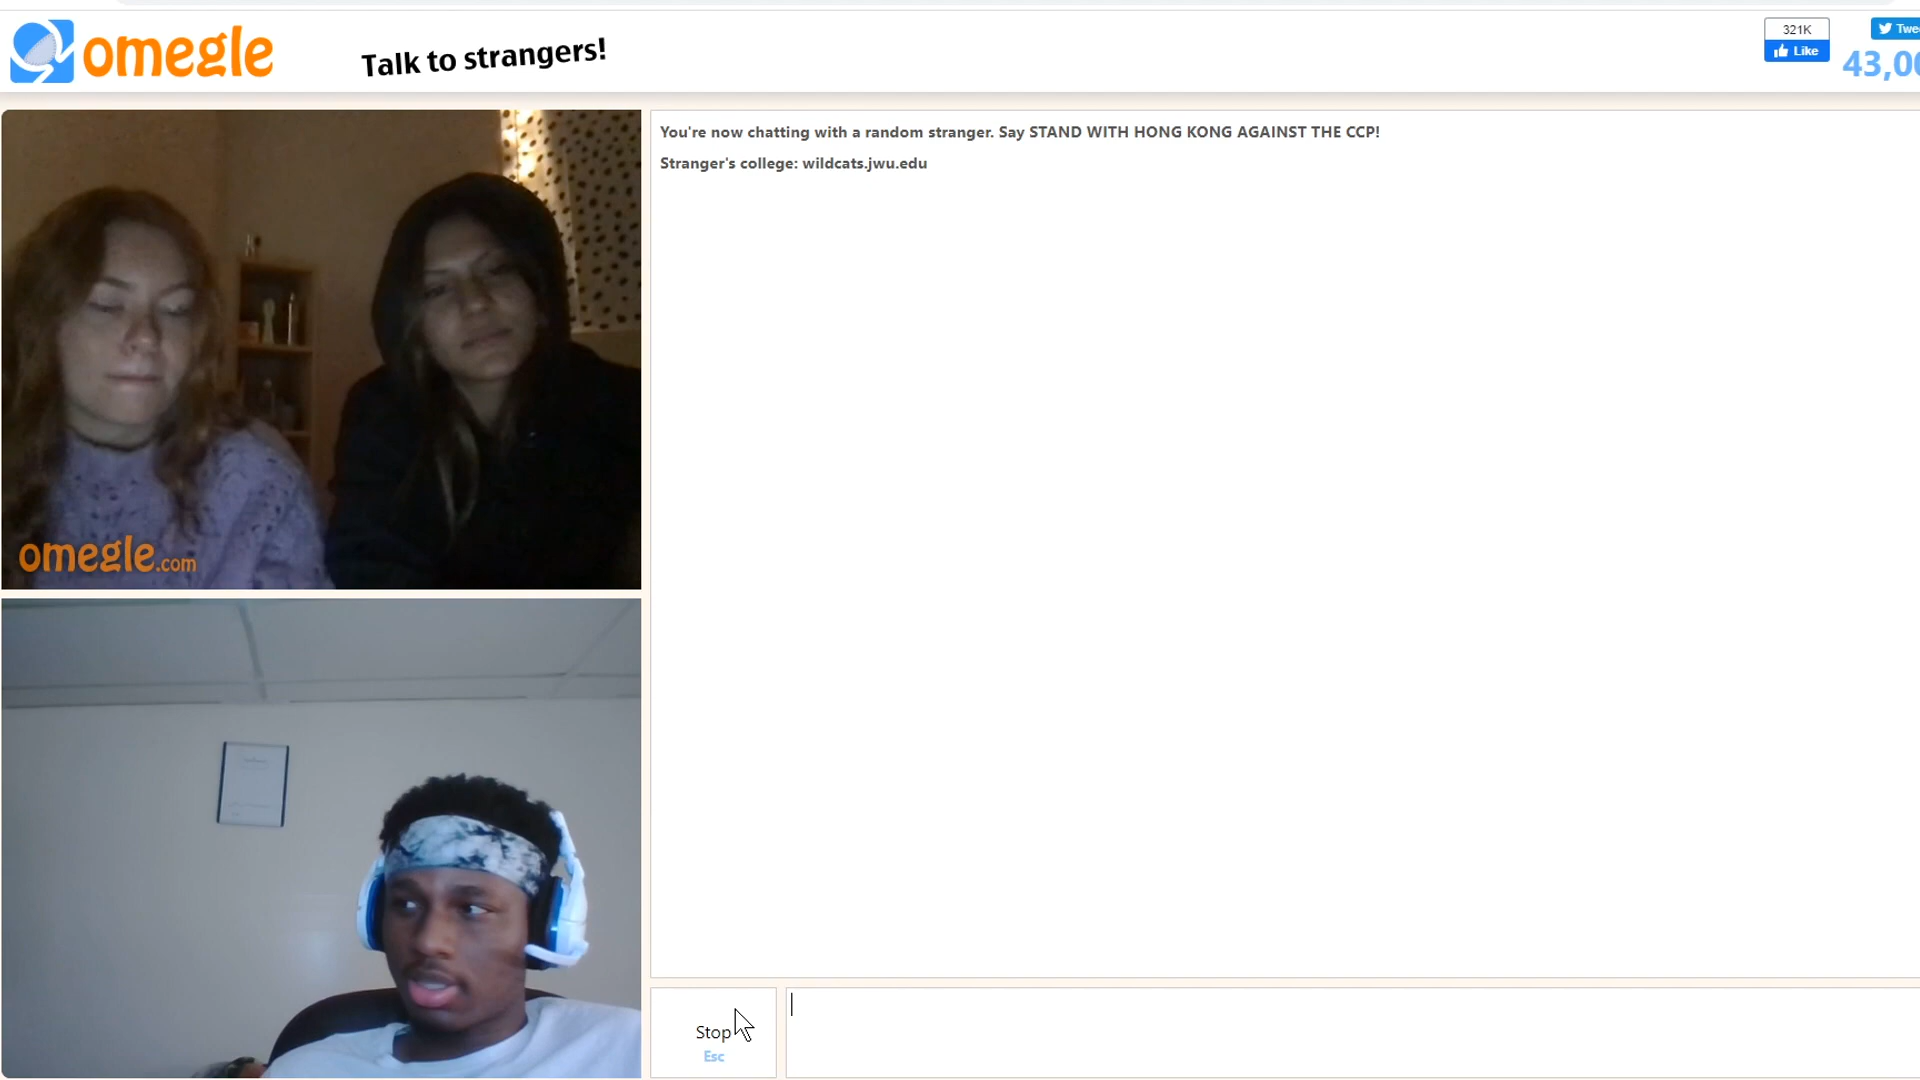 omegle
Talk to strangers!
321K
Like
Twe
43,00
You're now chatting with a random stranger. Say STAND WITH HONG KONG AGAINST THE CCP!
Stranger's college: wildcats.jwu.edu
omegle.com
Stop
Esc